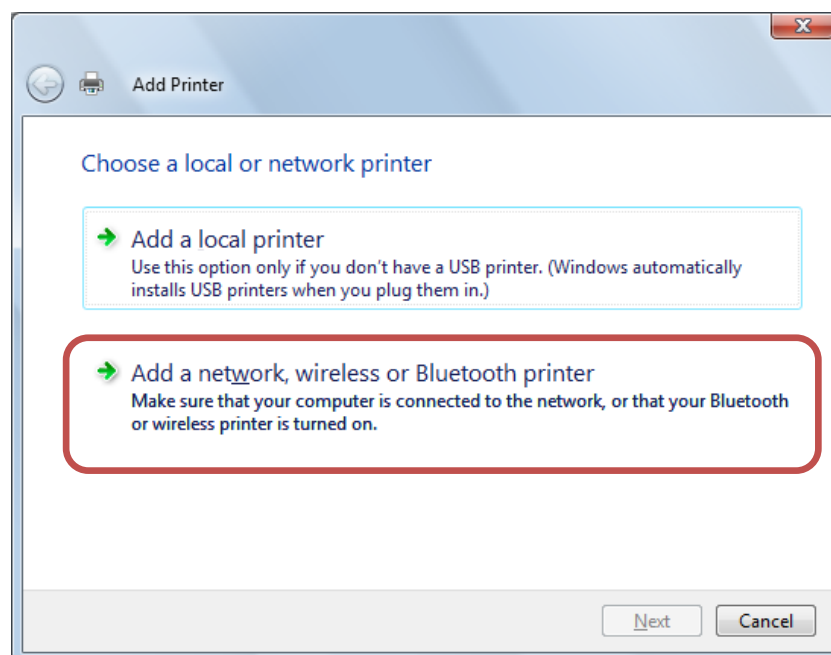 Add Printer
Choose a local or network printer
Add a local printer
Use this option only if you don't have a USB printer. (Windows automatically
installs USB printers when you plug them in.)
Add a network, wireless or Bluetooth printer
Make sure that your computer is connected to the network, or that your Bluetooth
or wireless printer is turned on.
Next Cancel